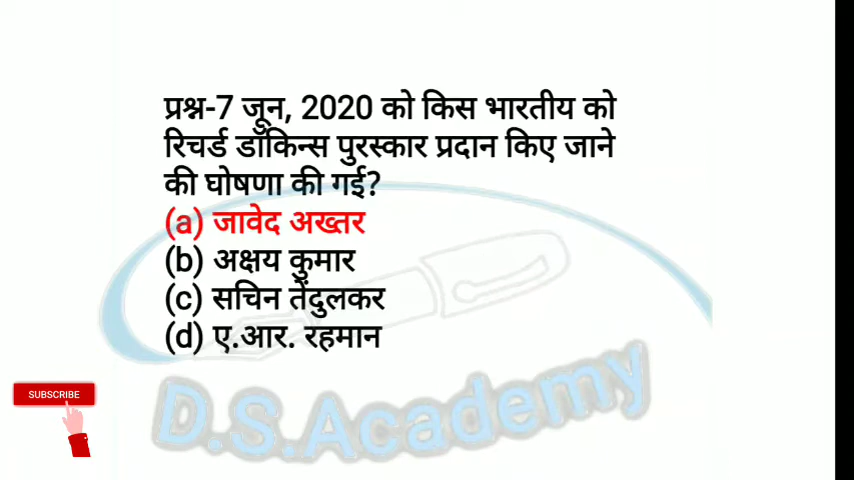 प्रश्न-7 जून, 2020 को किस भारतीय को
रिचर्ड डॉकिन्स पुरस्कार प्रदान किए जाने
की घोषणा की गई?
(a) जावेद अख्तर
(b) अक्षय कुमार
(c) सचिन तेंदुलकर
(d) ए.आर. रहमान
SUBSCRIBE
D.S.Academy